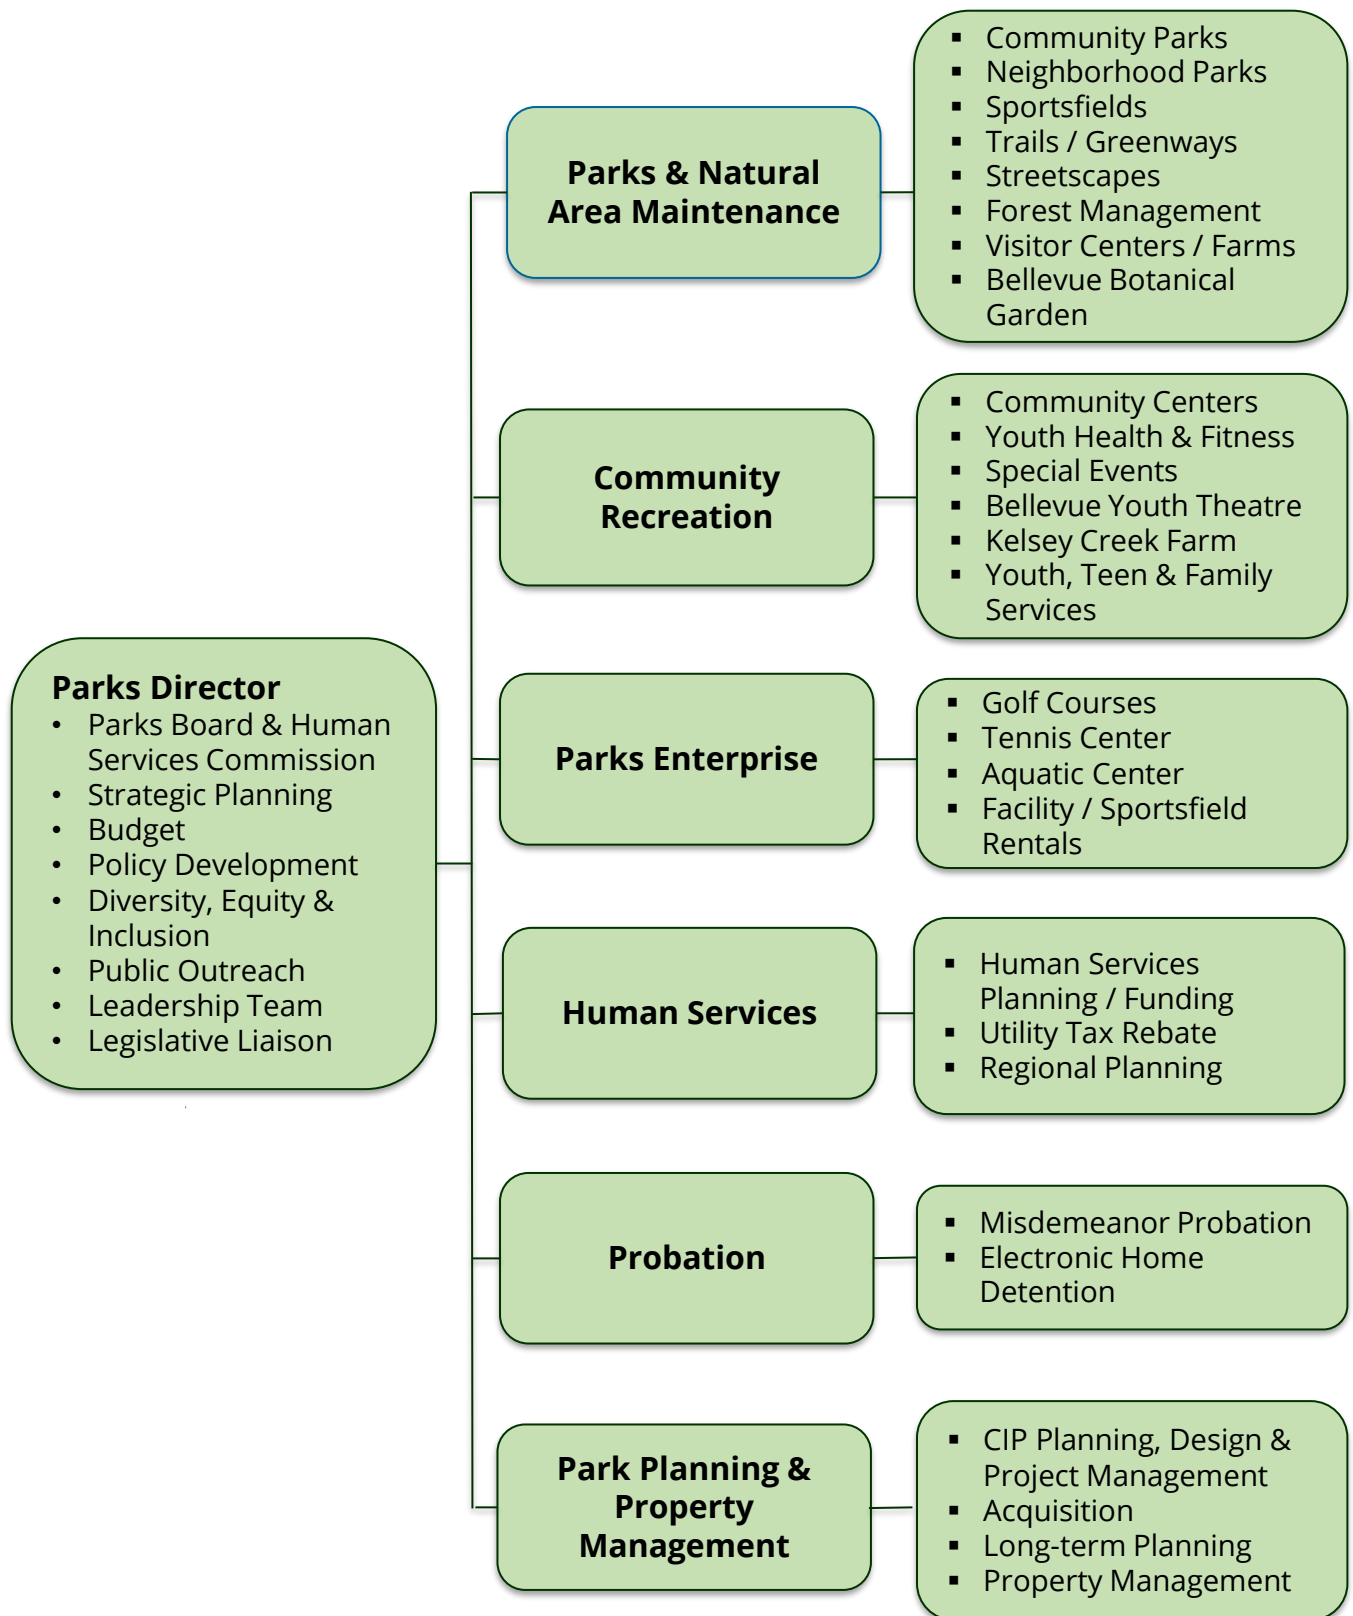 Parks Director
• Parks Board & Human
Services Commission
• Strategic Planning
• Budget
• Policy Development
• Diversity, Equity &
Inclusion
• Public Outreach
• Leadership Team
• Legislative Liaison
Parks & Natural
Area Maintenance
▪ Community Parks
▪ Neighborhood Parks
▪ Sportsfields
▪ Trails / Greenways
▪ Streetscapes
▪ Forest Management
▪ Visitor Centers / Farms
▪ Bellevue Botanical
Garden
Community
Recreation
▪ Community Centers
▪ Youth Health & Fitness
▪ Special Events
▪ Bellevue Youth Theatre
▪ Kelsey Creek Farm
▪ Youth, Teen & Family
Services
Parks Enterprise
▪ Golf Courses
▪ Tennis Center
▪ Aquatic Center
▪ Facility / Sportsfield
Rentals
Human Services
▪ Human Services
Planning / Funding
▪ Utility Tax Rebate
▪ Regional Planning
Probation
▪ Misdemeanor Probation
▪ Electronic Home
Detention
Park Planning &
Property
Management
▪ CIP Planning, Design &
Project Management
▪ Acquisition
▪ Long-term Planning
▪ Property Management